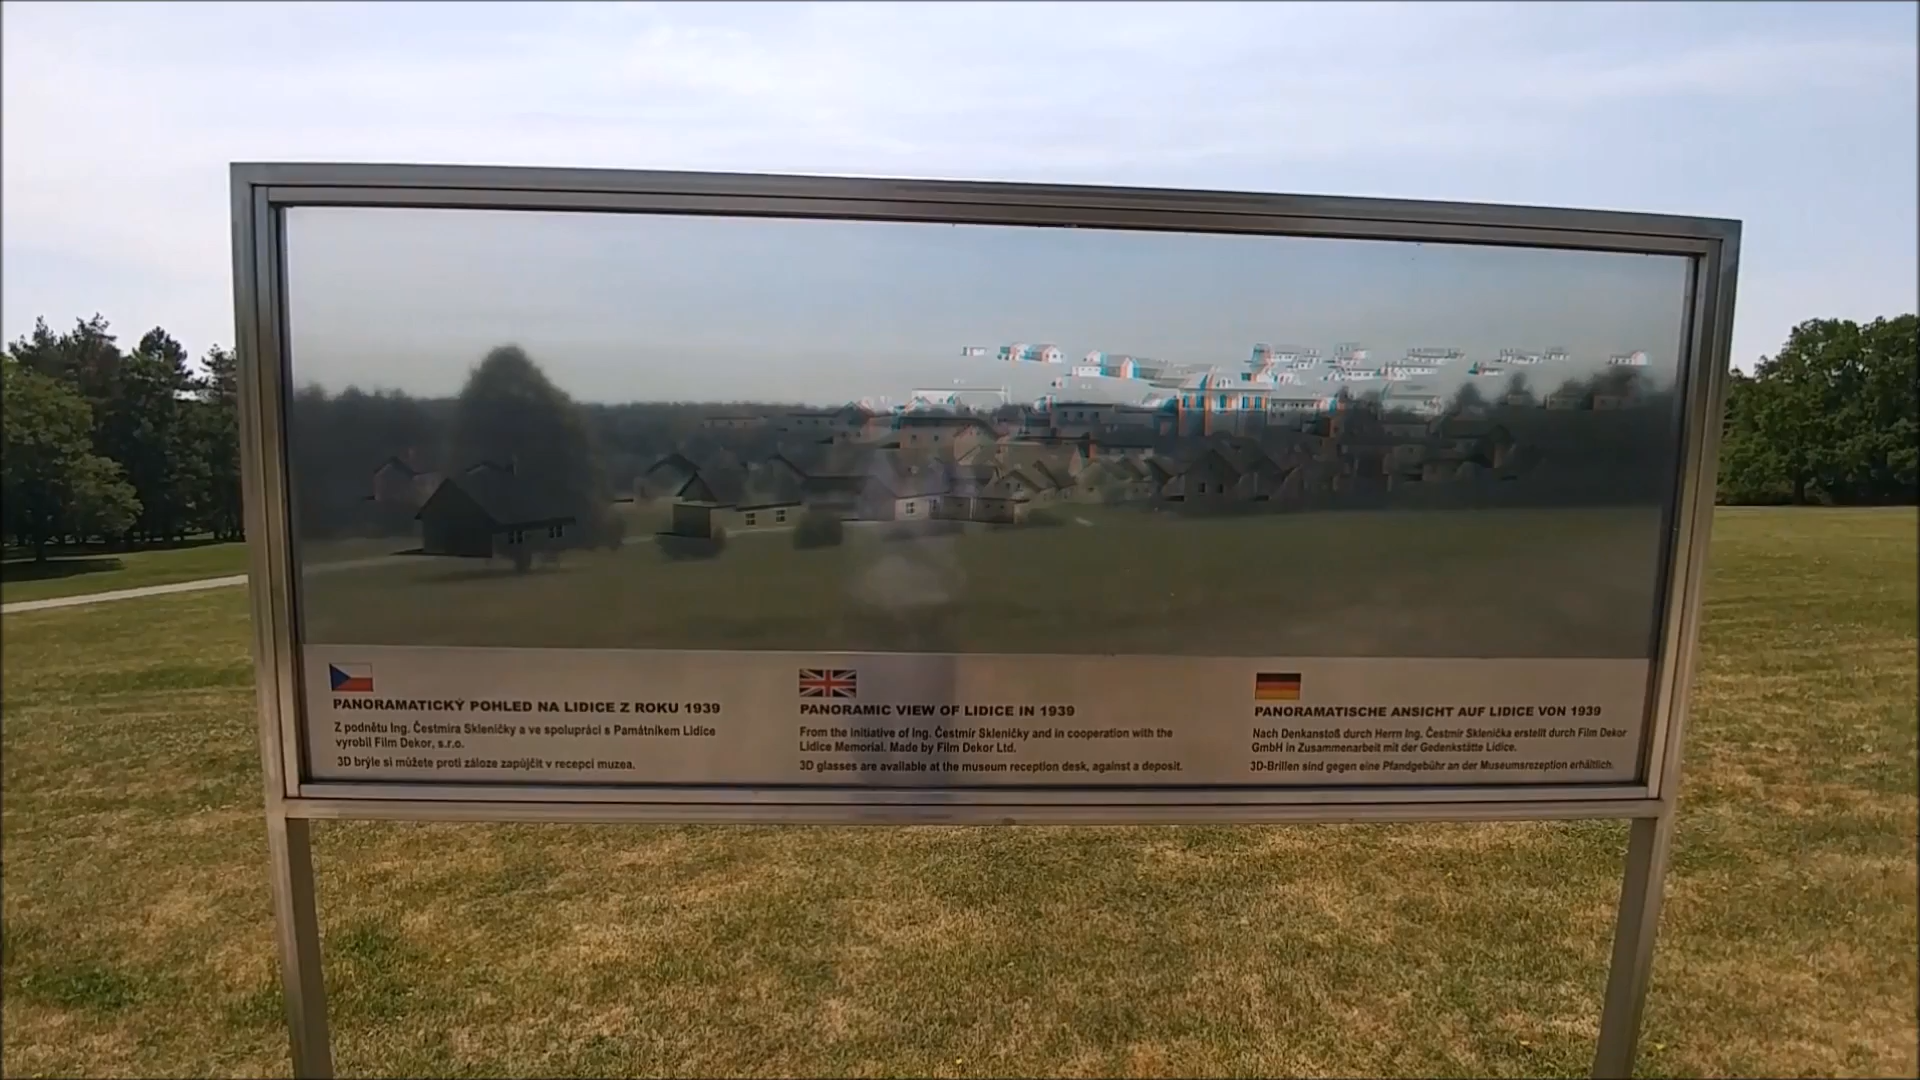 PANORAMATICKÝ POHLED NA LIDICE Z ROKU 1939
Z podnětu Ing. Čestmíra Skleničky a ve spolupráci s Památníkem Lidice
vyrobil Film Dekor, s.r.o.
3D brýle si můžete proti záloze zapůjčit v recepci muzea.
PANORAMIC VIEW OF LIDICE IN 1939
From the initiative of Ing. Čestmír Skleničky and in cooperation with the
Lidice Memorial. Made by Film Dekor Ltd.
3D glasses are available at the museum reception desk, against a deposit.
PANORAMATISCHE ANSICHT AUF LIDICE VON 1939
Nach Denkanstoß durch Herrn Ing. Čestmír Sklenička erstellt durch Film Dekor
GmbH in Zusammenarbeit mit der Gedenkstätte Lidice.
3D-Brillen sind gegen eine Pfandgebühr an der Museumsrezeption erhältlich.